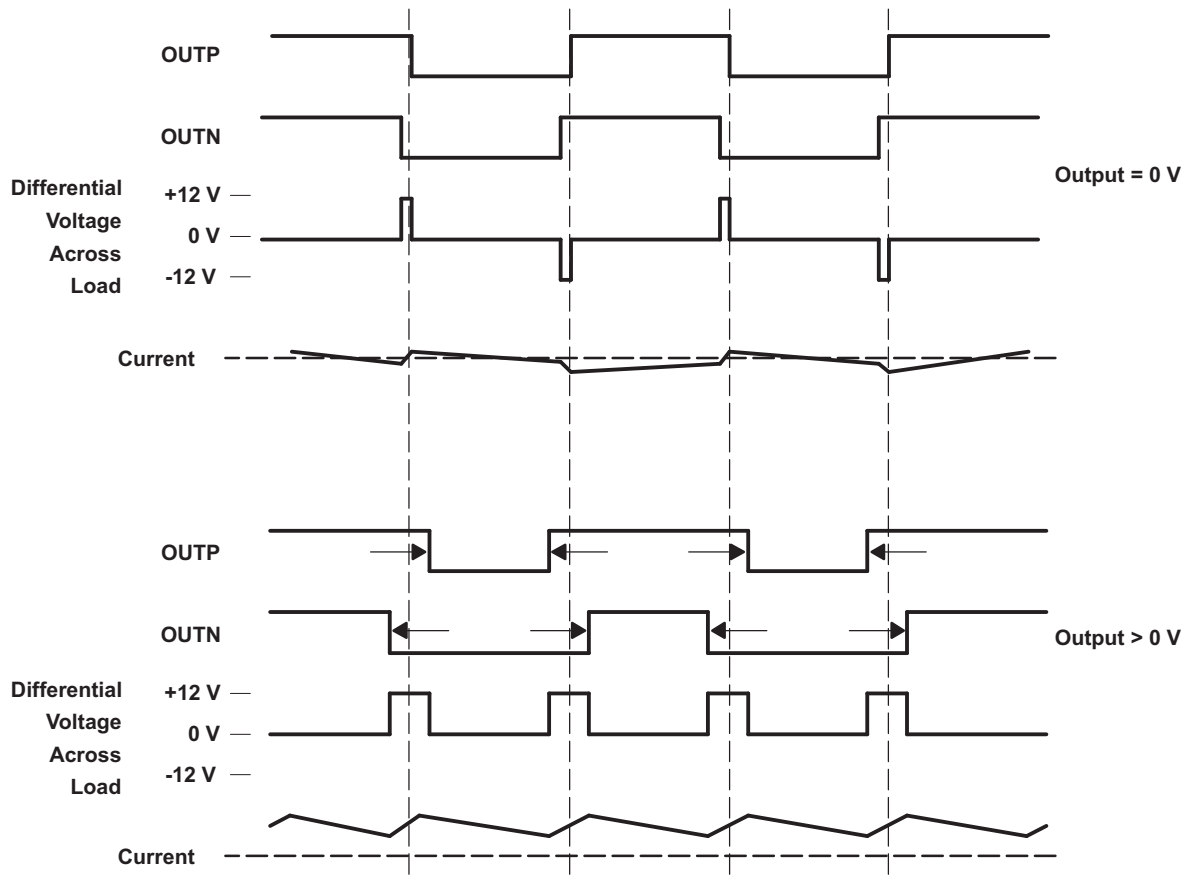 OUTP
OUTN
Output = 0 V
Differential
Voltage
Across
Load
+12 V
0 V
-12 V
Current
OUTP
OUTN
Output > 0 V
Differential
Voltage
Across
Load
+12 V
0 V
-12 V
Current